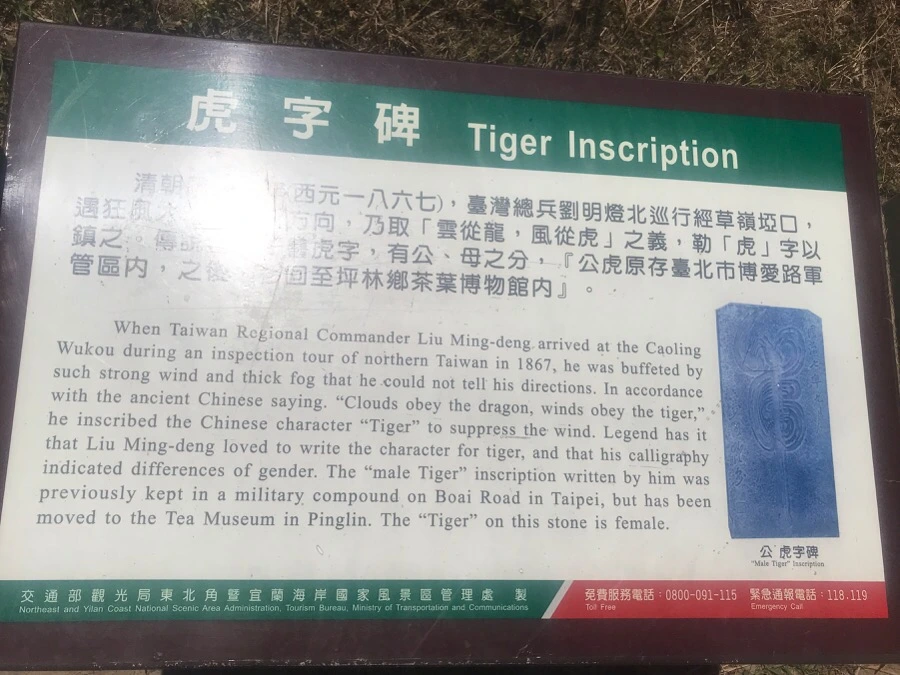 虎字碑 Tiger Inscription
清朝 西元一八六七)，臺灣總兵劉明燈北巡行經草嶺埡口，
遇狂風 方向，乃取「雲從龍，風從虎」之義，勒「虎」字以
鎮之。傳 虎字，有公、母之分，『公虎原存臺北市博愛路軍
管區内，之後 回至坪林鄉茶葉博物館内』。
When Taiwan Regional Commander Liu Ming-deng arrived at the Caoling
Wukou during an inspection tour of northern Taiwan in 1867, he was buffeted by
such strong wind and thick fog that he could not tell his directions. In accordance
with the ancient Chinese saying. “Clouds obey the dragon, winds obey the tiger,”
he inscribed the Chinese character “Tiger” to suppress the wind. Legend has it
that Liu Ming-deng loved to write the character for tiger, and that his calligraphy
indicated differences of gender. The “male Tiger” inscription written by him was
previously kept in a military compound on Boai Road in Taipei, but has been
moved to the Tea Museum in Pinglin. The “Tiger” on this stone is female.
公 虎字碑
“Male Tiger” Inscription
交通部觀光局東北角暨宜蘭海岸國家風景區管理處 製
Northeast and Yilan Coast National Scenic Area Administration, Tourism Bureau, Ministry of Transportation and Communications
免費服務電話：0800-091-115 緊急通報電話：118.119
Toll Free Emergency Call